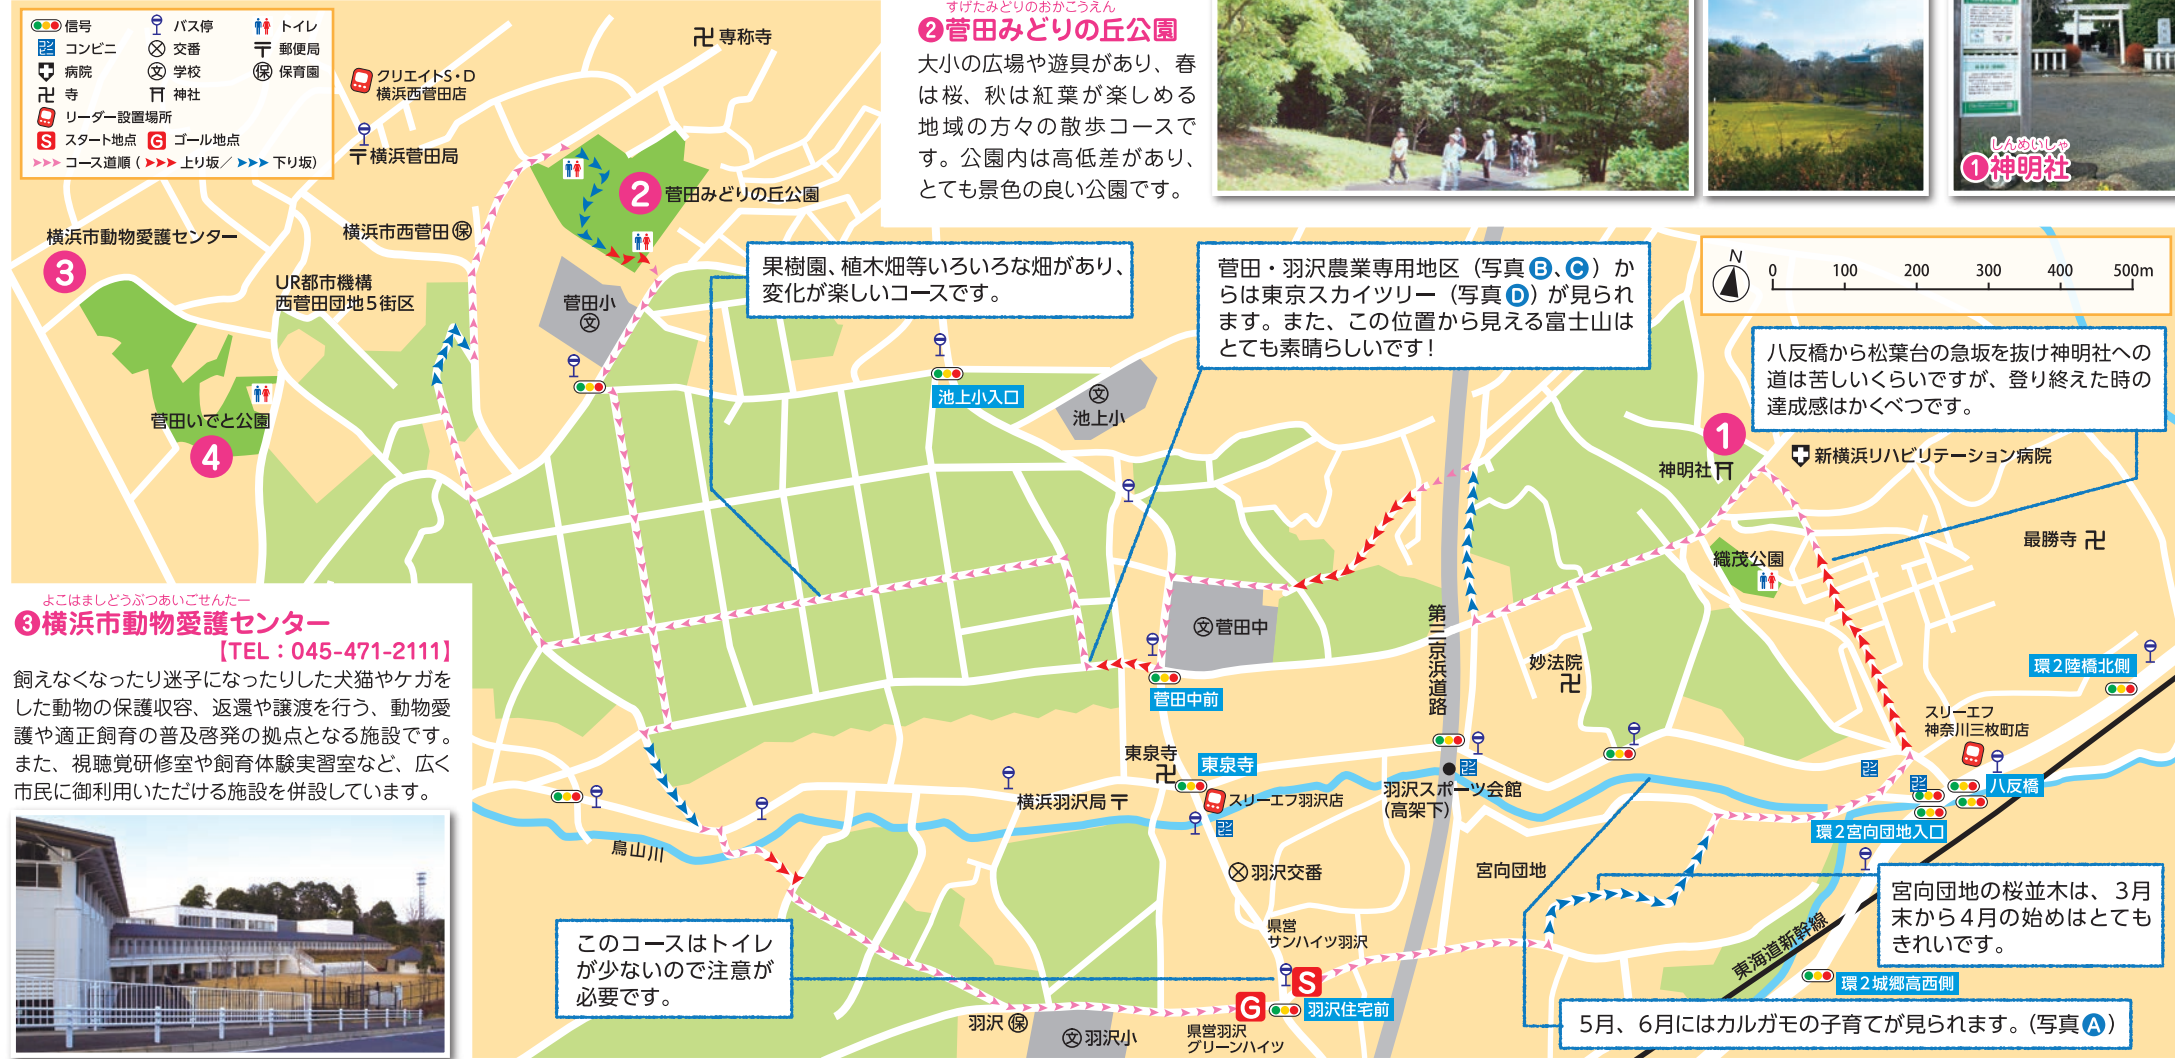 信号
バス停
トイレ
コンビニ
交番
郵便局
病院
文 学校
保 保育園
寺
神社
リーダー設置場所
S スタート地点
G ゴール地点
コース道順（ 上り坂／ 下り坂）
卍専称寺
クリエイトS・D
横浜西菅田店
〒横浜菅田局
すげたみどりのおかこうえん
❷菅田みどりの丘公園
大小の広場や遊具があり、春
は桜、秋は紅葉が楽しめる
地域の方々の散歩コースで
す。公園内は高低差があり、
とても景色の良い公園です。
しんめいしゃ
❶神明社
2 菅田みどりの丘公園
横浜市西菅田 保
横浜市動物愛護センター
3
UR都市機構
西菅田団地５街区
菅田小
文
菅田いでと公園
4
果樹園、植木畑等いろいろな畑があり、
変化が楽しいコースです。
菅田・羽沢農業専用地区（写真B、C）か
らは東京スカイツリー（写真D）が見られ
ます。また、この位置から見える富士山は
とても素晴らしいです！
N
0 100 200 300 400 500m
八反橋から松葉台の急坂を抜け神明社への
道は苦しいくらいですが、登り終えた時の
達成感はかくべつです。
池上小入口
文
池上小
1
神明社
新横浜リハビリテーション病院
最勝寺 卍
織茂公園
よこはましどうぶつあいごせんたー
❸横浜市動物愛護センター
【TEL：045-471-2111】
飼えなくなったり迷子になったりした犬猫やケガを
した動物の保護収容、返還や譲渡を行う、動物愛
護や適正飼育の普及啓発の拠点となる施設です。
また、視聴覚研修室や飼育体験実習室など、広く
市民に御利用いただける施設を併設しています。
文 菅田中
菅田中前
第三京浜道路
妙法院
卍
環２陸橋北側
スリーエフ
神奈川三枚町店
東泉寺
卍
東泉寺
スリーエフ羽沢店
コンビニ
横浜羽沢局〒
羽沢スポーツ会館
（高架下）
コンビニ
コンビニ
コンビニ
八反橋
環２宮向団地入口
鳥山川
羽沢交番
宮向団地
県営
サンハイツ羽沢
このコースはトイレ
が少ないので注意が
必要です。
宮向団地の桜並木は、３月
末から４月の始めはとても
きれいです。
東海道新幹線
環２城郷高西側
S
G
羽沢住宅前
羽沢 保
文 羽沢小
県営羽沢
グリーンハイツ
5月、６月にはカルガモの子育てが見られます。（写真A）